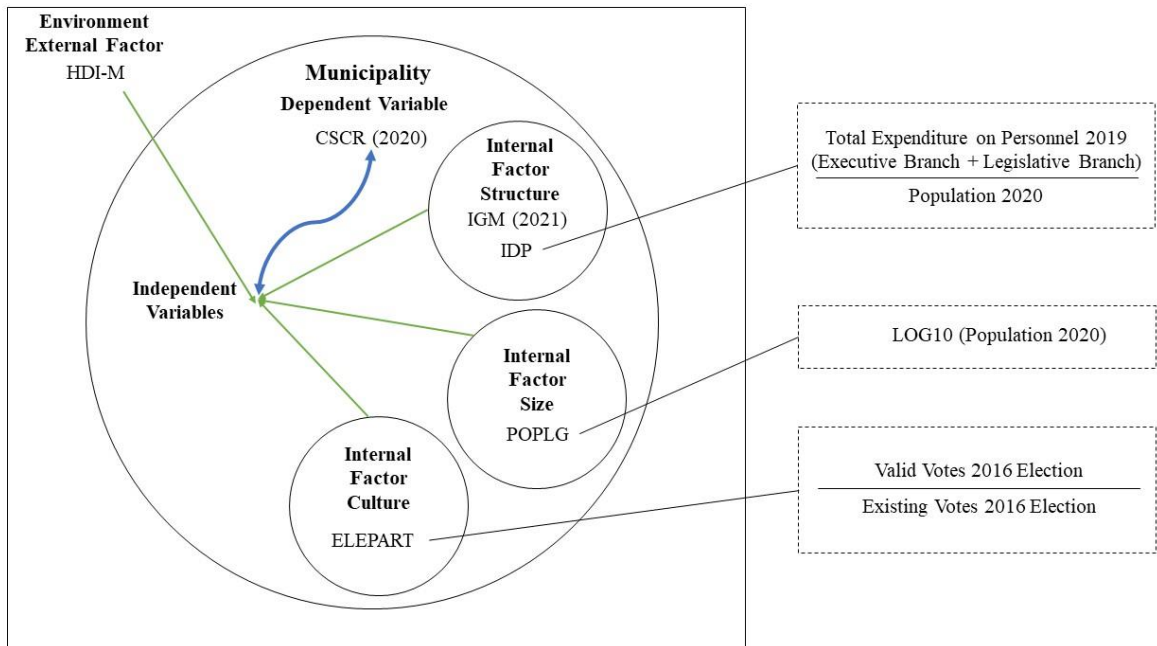 Environment
External Factor
HDI-M
Municipality
Dependent Variable
CSCR (2020)
Independent
Variables
Internal
Factor
Structure
IGM (2021)
IDP
Internal
Factor
Size
POPLG
Internal
Factor
Culture
ELEPART
Total Expenditure on Personnel 2019
(Executive Branch + Legislative Branch)
Population 2020
LOG10 (Population 2020)
Valid Votes 2016 Election
Existing Votes 2016 Election